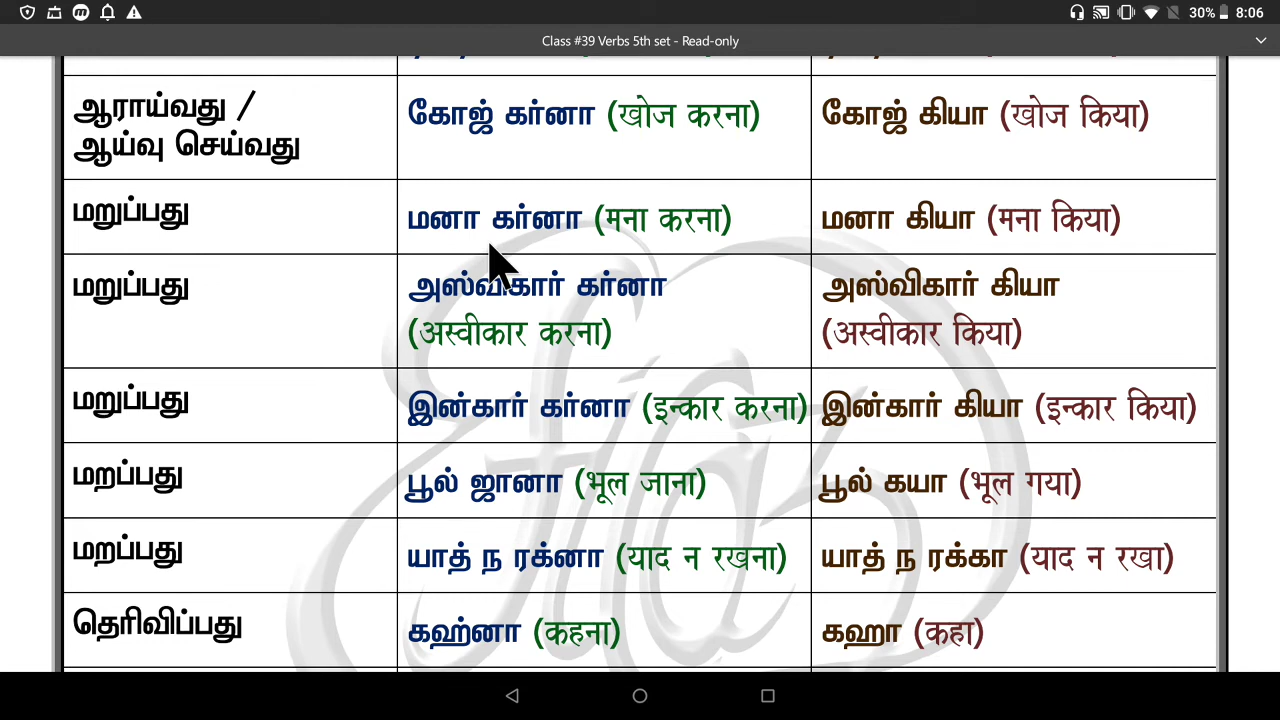 30% 8:06
Class #39 Verbs 5th set - Read-only
ஆராய்வது /
ஆய்வு செய்வது
கோஜ் கர்னா (खोज करना)
கோஜ் கியா (खोज किया)
மறுப்பது
மனா கர்னா (मना करना)
மனா கியா (मना किया)
மறுப்பது
அஸ்விகார் கர்னா
(अस्वीकार करना)
அஸ்விகார் கியா
(अस्वीकार किया)
மறுப்பது
இன்கார் கர்னா (इन्कार करना)
இன்கார் கியா (इन्कार किया)
மறப்பது
பூல் ஜானா (भूल जाना)
பூல் கயா (भूल गया)
மறப்பது
யாத் ந ரக்னா (याद न रखना)
யாத் ந ரக்கா (याद न रखा)
தெரிவிப்பது
கஹ்னா (कहना)
கஹா (कहा)